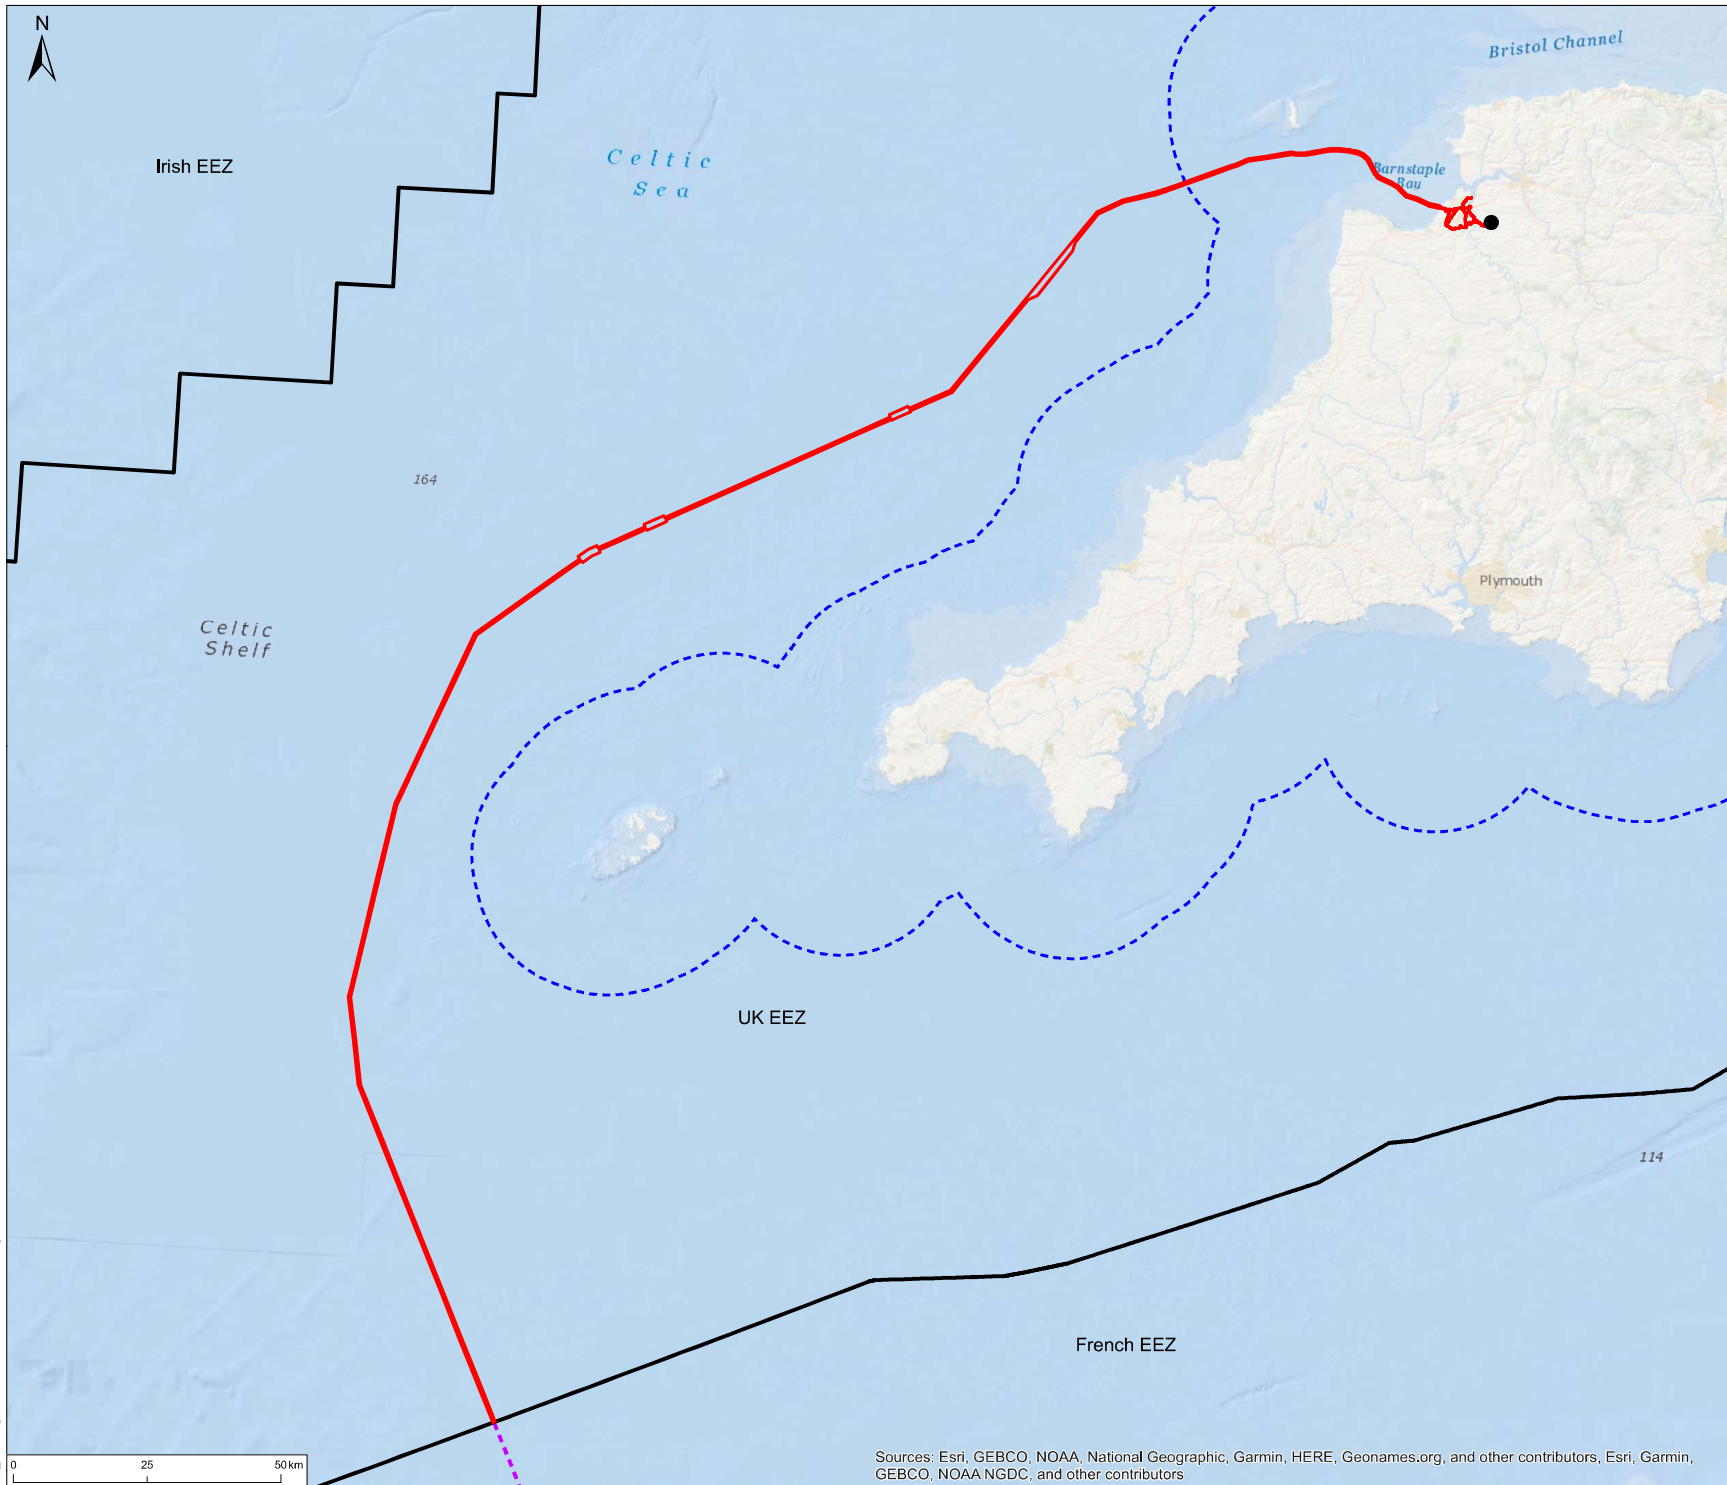 N
Bristol Channel
Celtic
Sea
Irish EEZ
Barnstaple
Bay
164
Plymouth
Celtic
Shelf
UK EEZ
114
French EEZ
0 25 50km
Sources: Esri, GEBCO, NOAA, National Geographic, Garmin, HERE, Geonames.org, and other contributors, Esri, Garmin,
GEBCO, NOAA NGDC, and other contributors